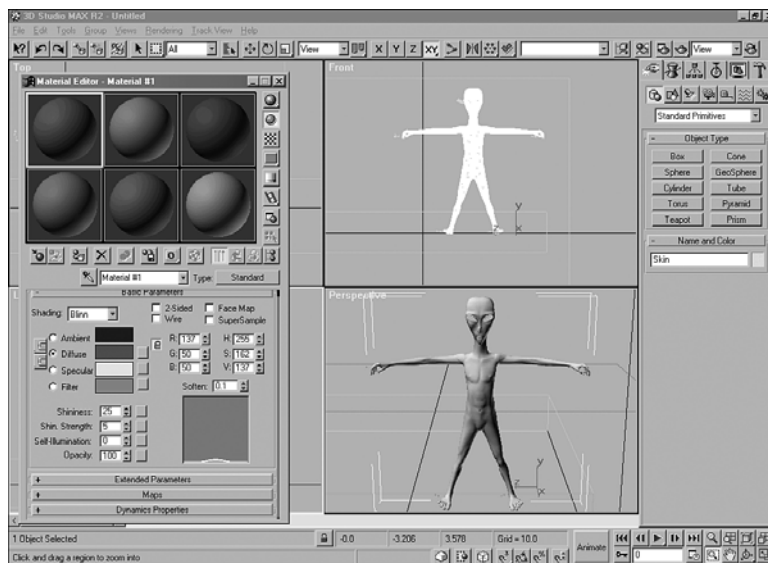 3D Studio MAX R2 - Untitled
File Edit Tools Group Views Rendering Track View Help
All View X Y Z XY View
Top
Material Editor - Material #1
Front
Standard Primitives
Object Type
Box Cone
Sphere GeoSphere
Cylinder Tube
Torus Pyramid
Teapot Prism
y
x
Name and Color
Material #1 Type: Standard
Skin
Basic Parameters
Perspective
Shading: Blinn 2-Sided Face Map
Wire SuperSample
Ambient R: 137 H: 255
Diffuse G: 50 S: 162
Specular B: 50 V: 137
Filter Soften: 0.1
Shininess: 25
Shin. Strength: 5
Self-Illumination: 0
Opacity: 100
y
z x
Extended Parameters
Maps
Dynamics Properties
1 Object Selected -0.0 -3.206 3.578 Grid = 10.0
Animate
Click and drag a region to zoom into 0